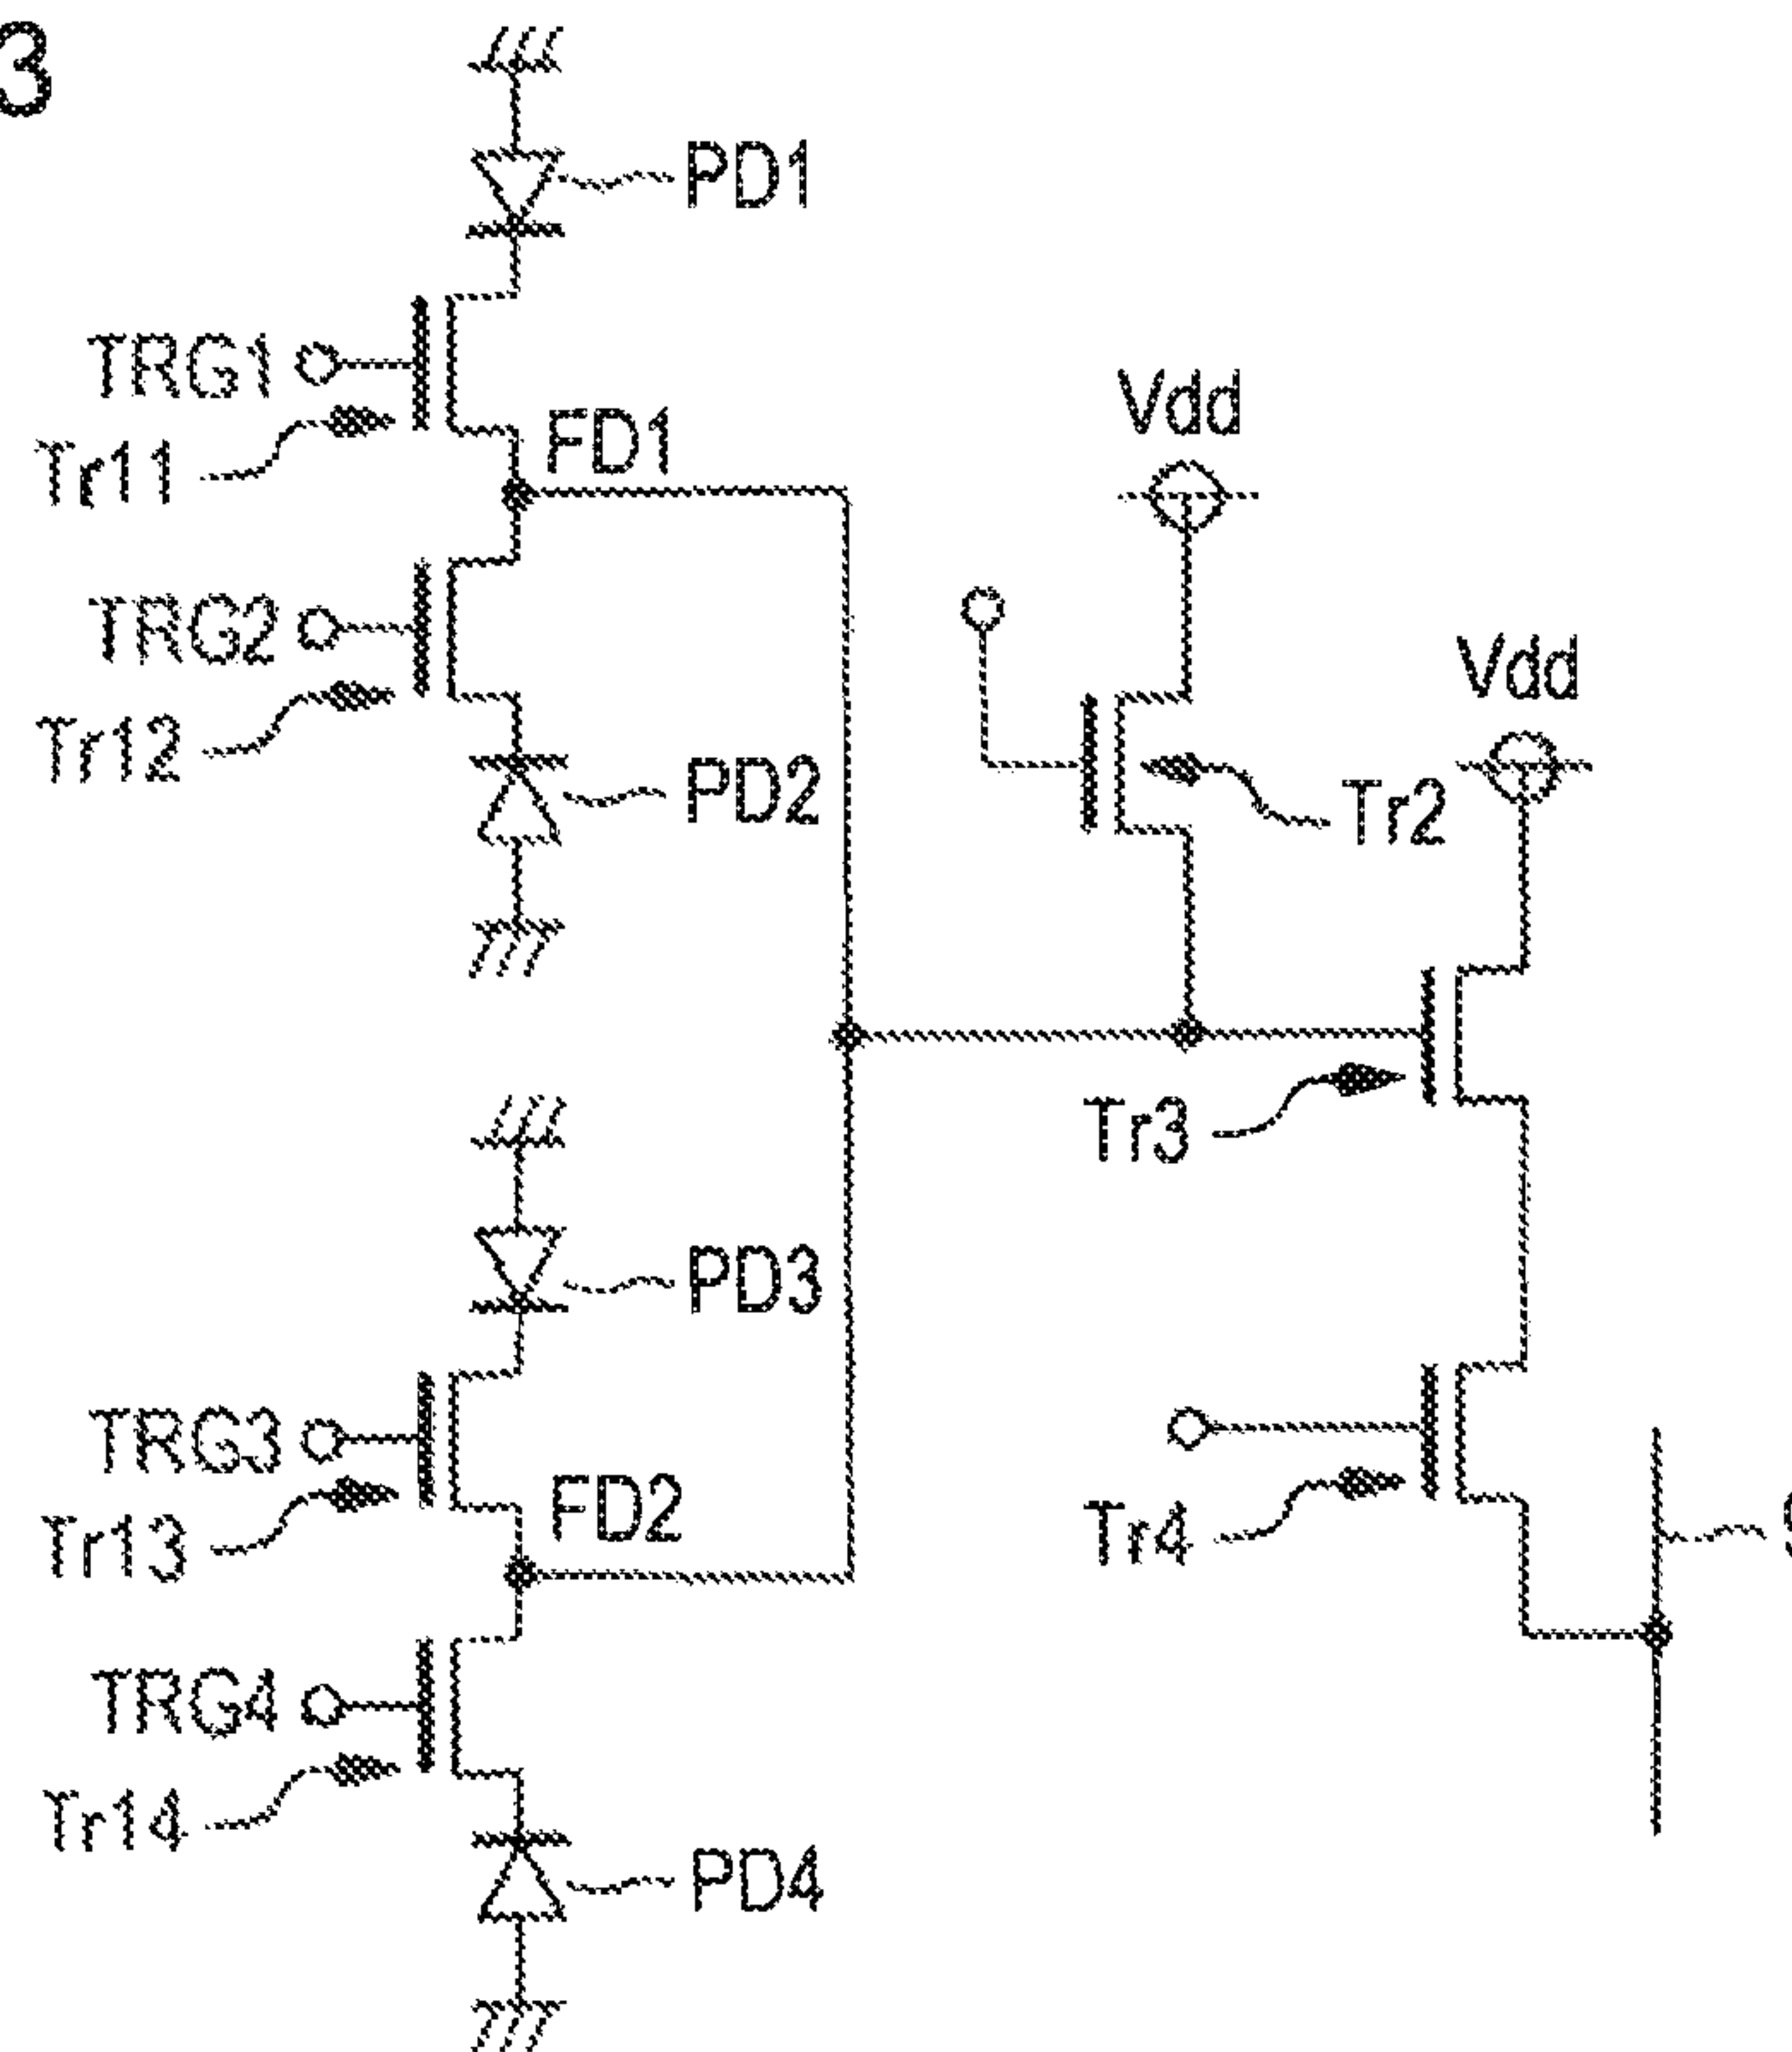 3
PD1
TRG1
Tr11
FD1
Vdd
TRG2
Tr12
Vdd
PD2
Tr2
Tr3
PD3
TRG3
FD2
Tr13
Tr4
TRG4
Tr14
PD4